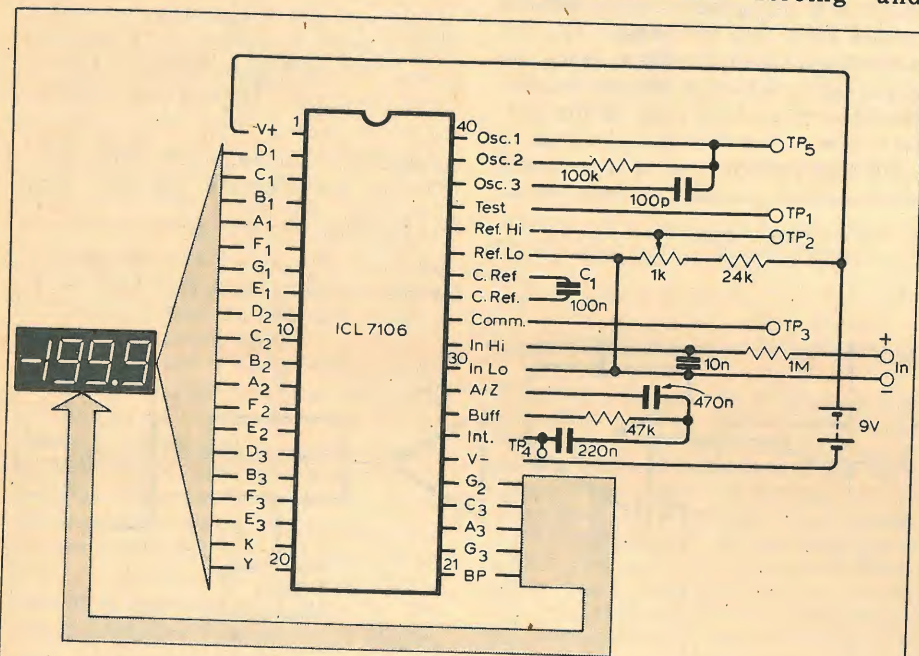 and
V+
D1
C1
B1
A1
F1
G1
E1
D2
C2
B2
A2
F2
E2
D3
B3
F3
E3
K
Y
1
10
20
ICL7106
40
30
21
Osc. 1
Osc. 2
Osc. 3
Test
Ref. Hi
Ref. Lo
C. Ref
C. Ref.
Comm.
In Hi
In Lo
A/Z
Buff
Int.
V-
G2
C3
A3
G3
BP
TP5
100k
100p
TP1
TP2
1k
24k
C1
100n
TP3
+
In
-
10n
1M
470n
47k
9V
TP4
220n
-199.9